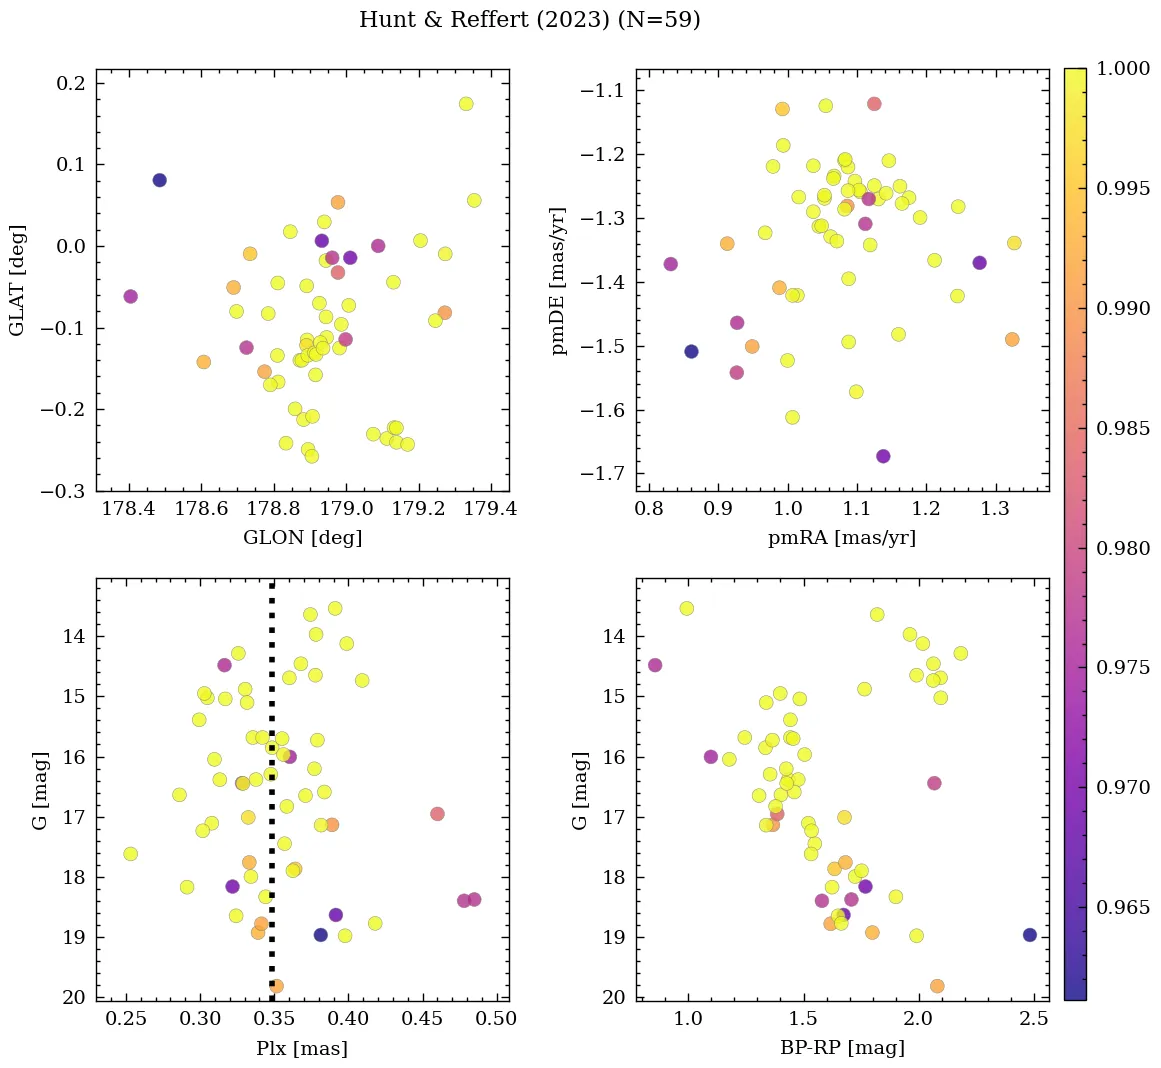 Hunt & Reffert (2023) (N=59)
0.2
0.1
0.0
−0.1
−0.2
−0.3
GLAT [deg]
178.4 178.6 178.8 179.0 179.2 179.4
GLON [deg]
−1.1
−1.2
−1.3
−1.4
−1.5
−1.6
−1.7
pmDE [mas/yr]
0.8 0.9 1.0 1.1 1.2 1.3
pmRA [mas/yr]
14
15
16
17
18
19
20
G [mag]
0.25 0.30 0.35 0.40 0.45 0.50
Plx [mas]
14
15
16
17
18
19
20
G [mag]
1.0 1.5 2.0 2.5
BP-RP [mag]
1.000
0.995
0.990
0.985
0.980
0.975
0.970
0.965